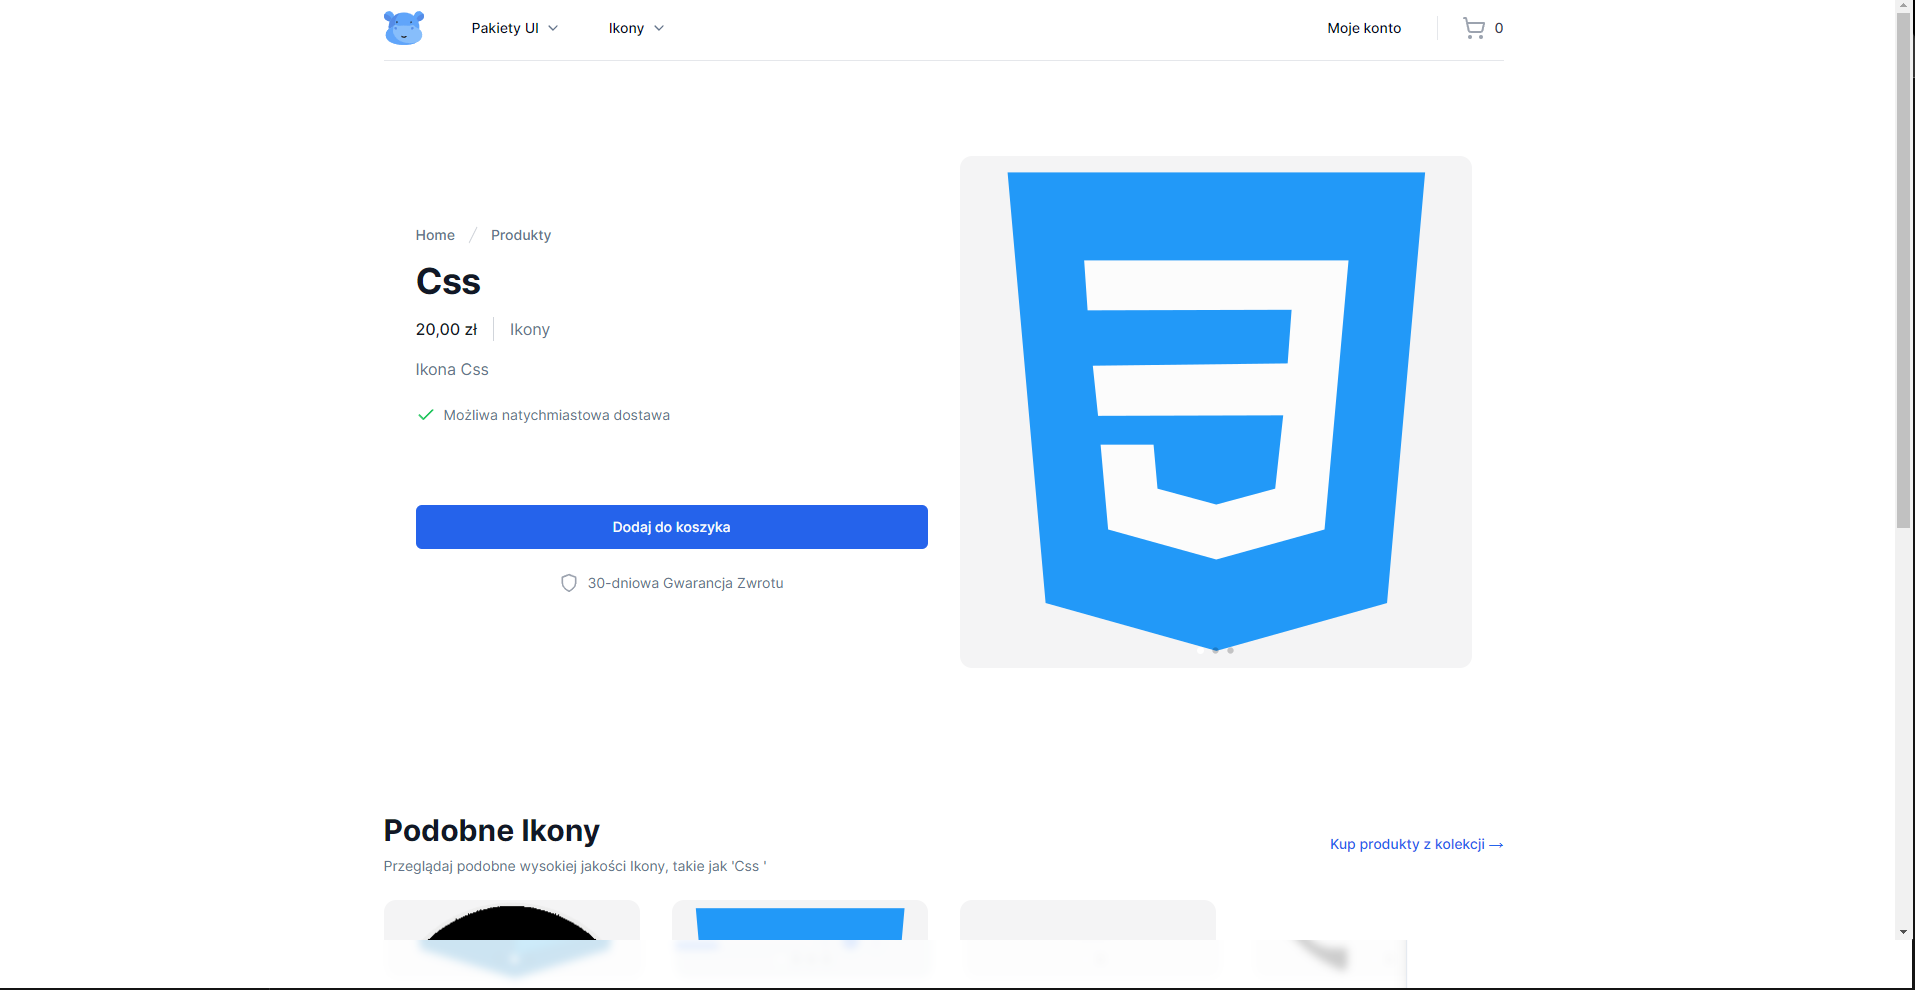 Pakiety UI
Ikony
Moje konto
0
Home / Produkty
Css
20,00 zł
Ikony
Ikona Css
Możliwa natychmiastowa dostawa
Dodaj do koszyka
30-dniowa Gwarancja Zwrotu
Podobne Ikony
Kup produkty z kolekcji →
Przeglądaj podobne wysokiej jakości Ikony, takie jak 'Css '